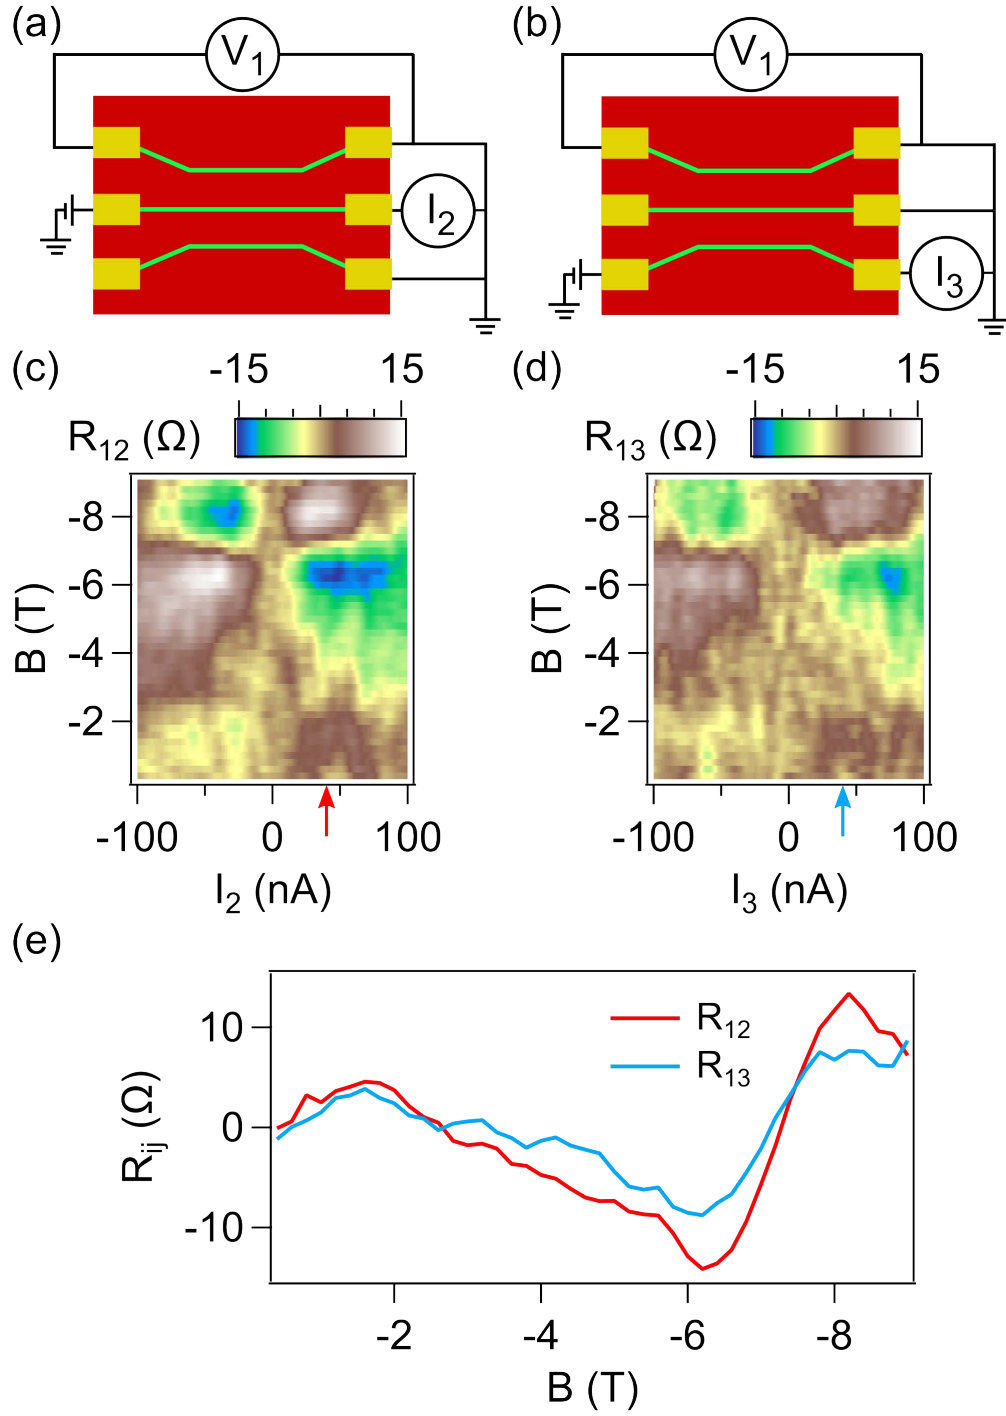 (a)
(b)
V1
V1
I2
I3
(c)
-15 15
(d)
-15 15
R12 (Ω)
R13 (Ω)
-8
-6
-4
-2
B (T)
-100 0 100
I2 (nA)
-8
-6
-4
-2
B (T)
-100 0 100
I3 (nA)
(e)
10
0
-10
Rij (Ω)
R12
R13
-2 -4 -6 -8
B (T)